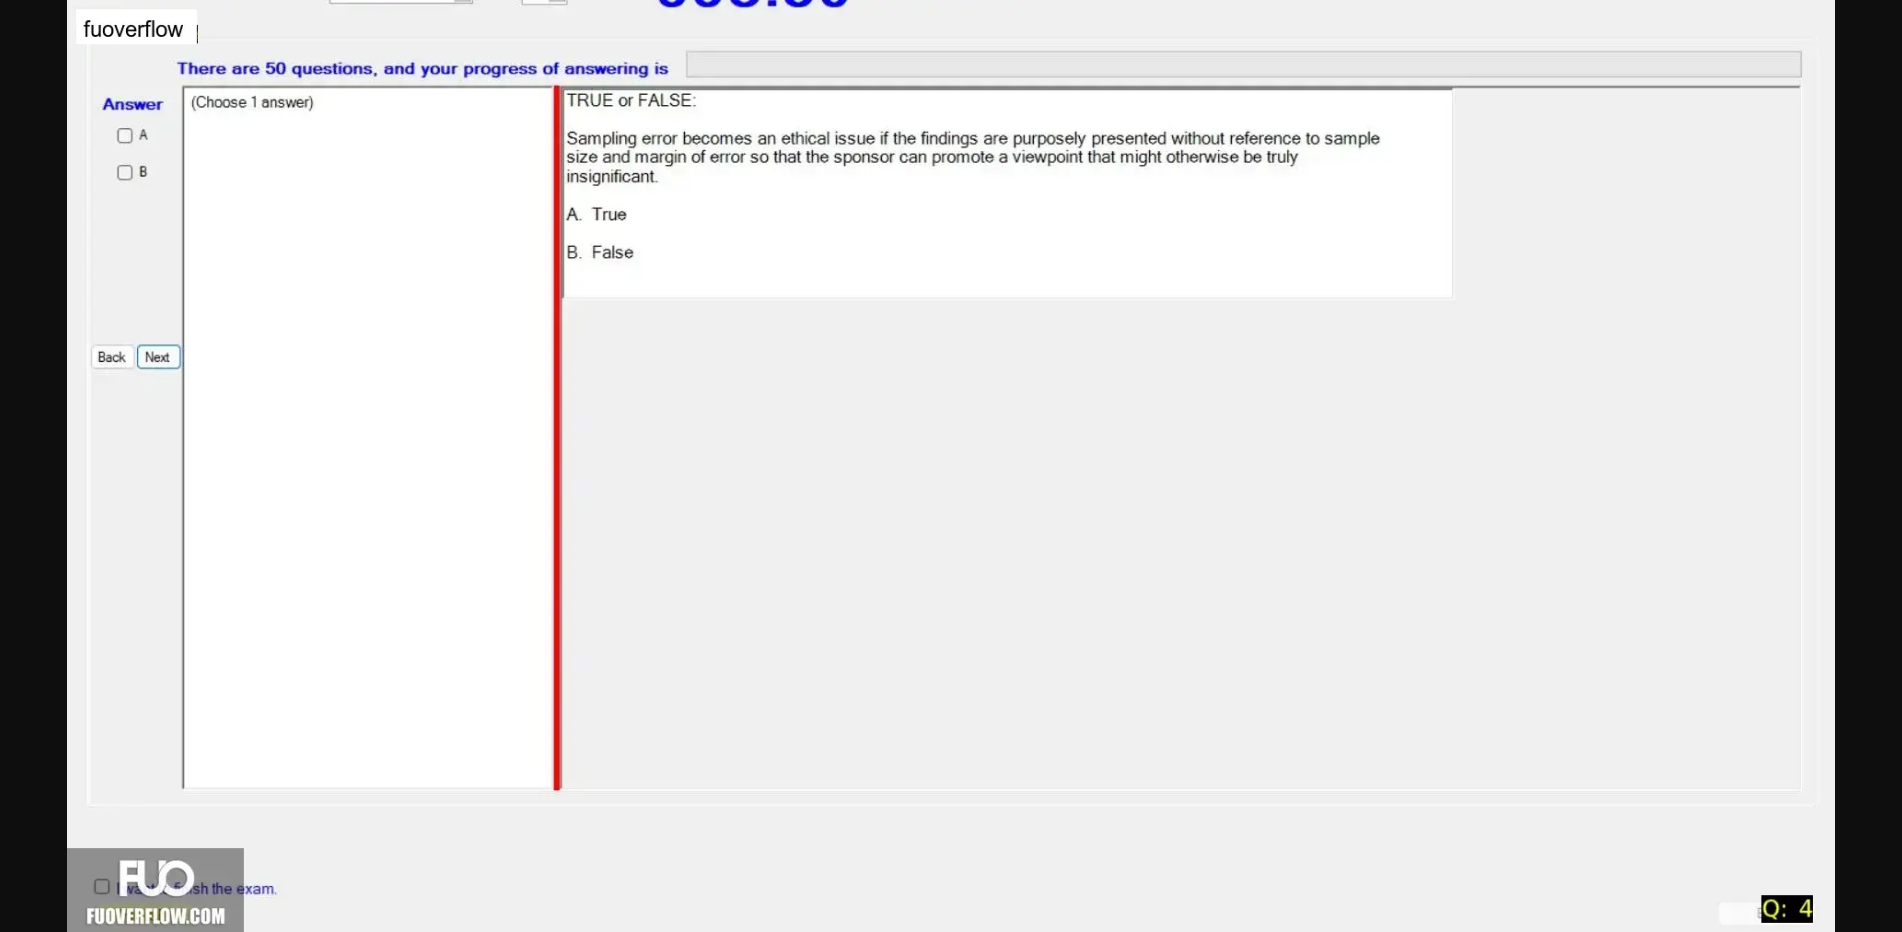 fuoverflow
There are 50 questions, and your progress of answering is
Answer
(Choose 1 answer)
A
B
Back Next
TRUE or FALSE:
Sampling error becomes an ethical issue if the findings are purposely presented without reference to sample
size and margin of error so that the sponsor can promote a viewpoint that might otherwise be truly
insignificant.
A. True
B. False
FUO
the exam.
FUOVERFLOW.COM
Q: 4